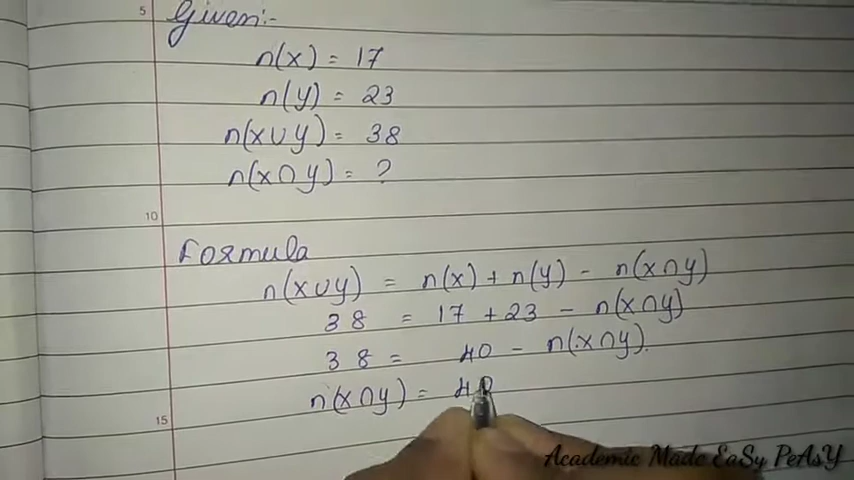 5
Given:-
n(x) = 17
n(y) = 23
n(x∪y) = 38
n(x∩y) = ?
10
Formula
n(x∪y) = n(x) + n(y) - n(x∩y)
38 = 17 + 23 - n(x∩y)
38 = 40 - n(x∩y).
n(x∩y) = 40
15
Academic Made EaSy PeAsY